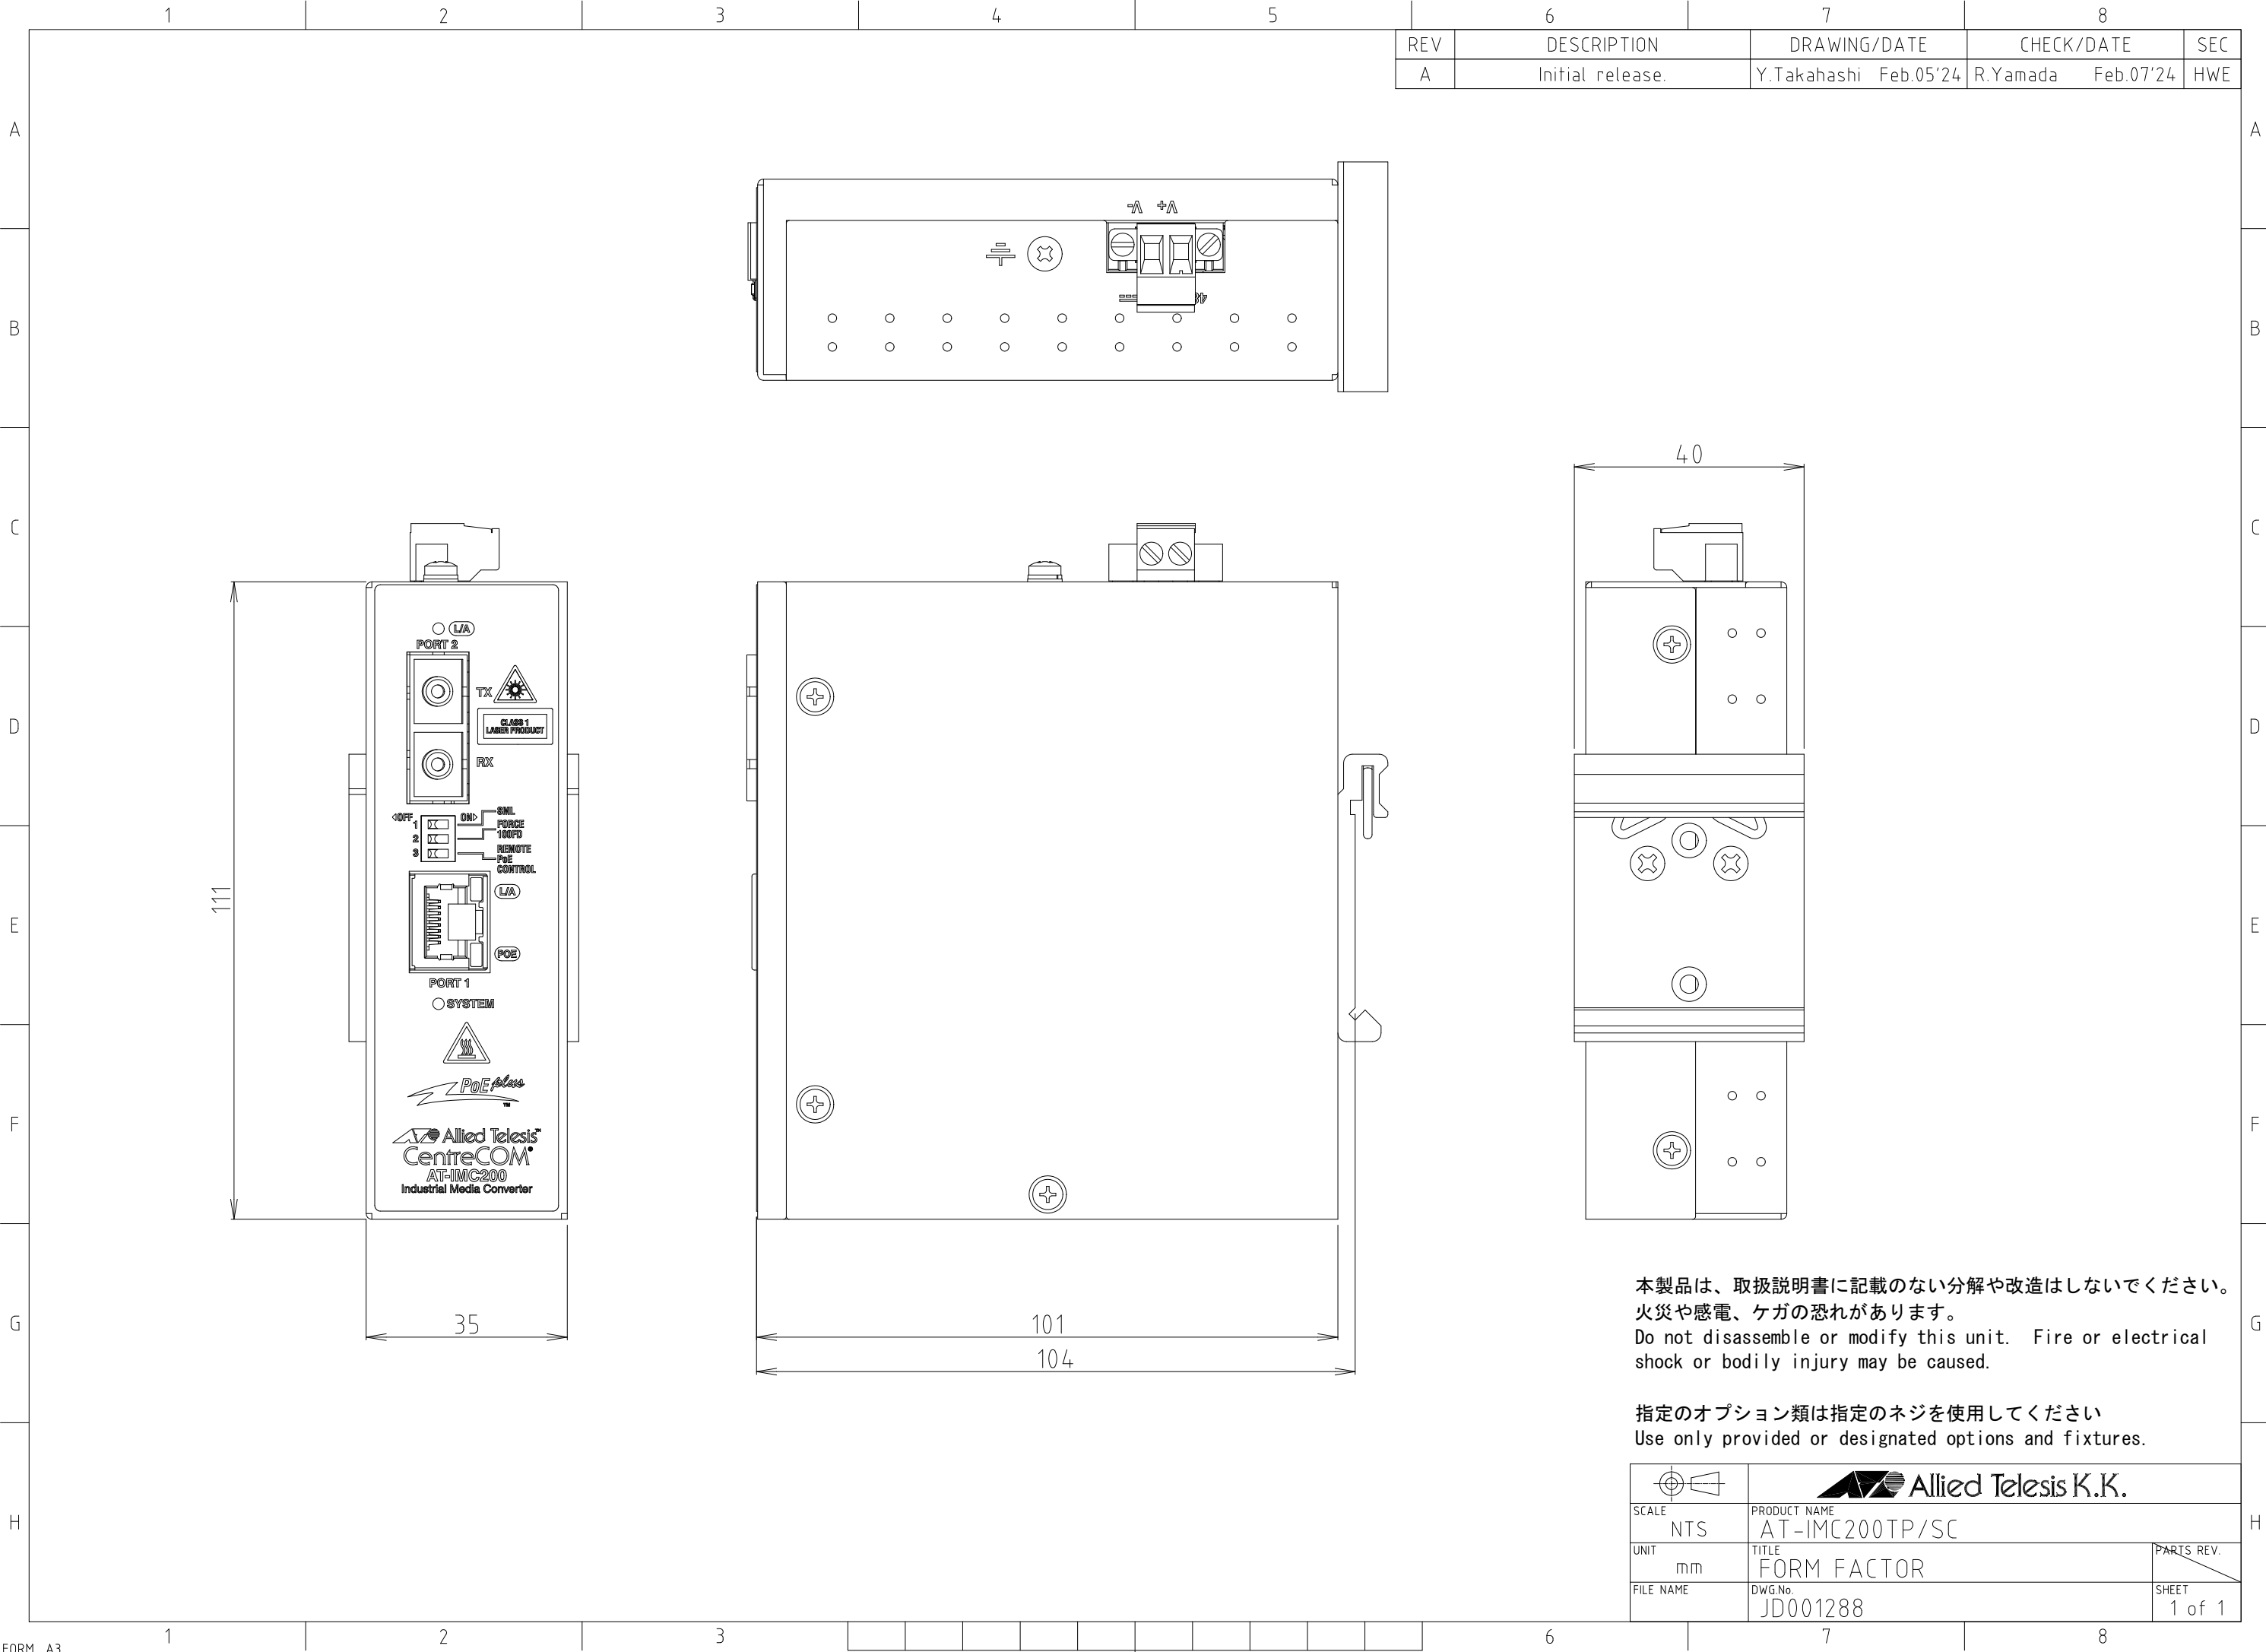 1 2 3 4 5 6 7 8
REV DESCRIPTION DRAWING/DATE CHECK/DATE SEC
A Initial release. Y.Takahashi Feb.05'24 R.Yamada Feb.07'24 HWE
A A
V- V+
B B
40
C C
L/A
PORT 2
TX
CLASS 1
LASER PRODUCT
D D
RX
OFF ON
1 2 3
SML
FORCE
100FD
REMOTE
PoE
CONTROL
L/A
111
E E
POE
PORT 1
SYSTEM
PoE plus
TM
F F
Allied Telesis™
CentreCOM®
AT-IMC200
Industrial Media Converter
本製品は、取扱説明書に記載のない分解や改造はしないでください。
火災や感電、ケガの恐れがあります。
G 35 101 G
Do not disassemble or modify this unit. Fire or electrical
shock or bodily injury may be caused.
104
指定のオプション類は指定のネジを使用してください
Use only provided or designated options and fixtures.
Allied Telesis K.K.
H H
SCALE NTS
PRODUCT NAME AT-IMC200TP/SC
UNIT mm
TITLE FORM FACTOR
PARTS REV.
FILE NAME
DWG.No. JD001288
SHEET 1 of 1
1 2 3 6 7 8
FORM A3